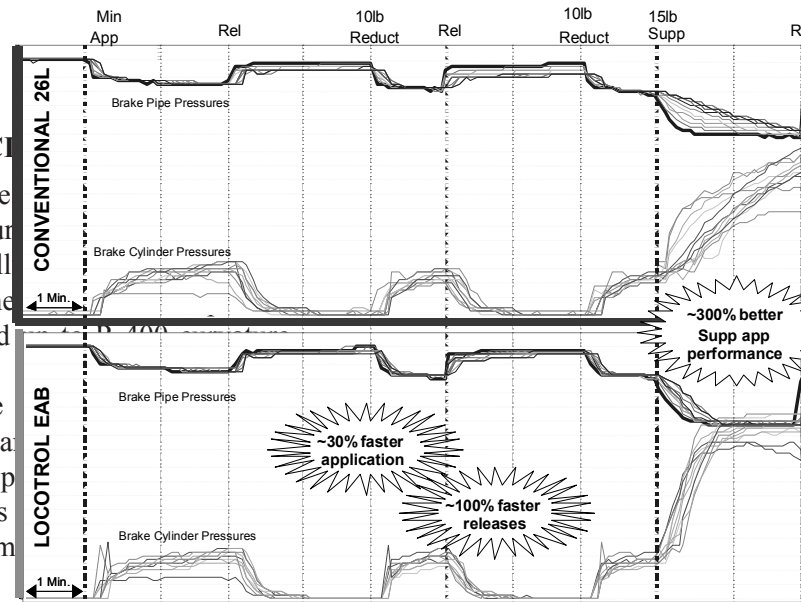 Min
App
Rel
10lb
Reduct
Rel
10lb
Reduct
15lb
Supp
R
CONVENTIONAL 26L
Brake Pipe Pressures
Brake Cylinder Pressures
1 Min.
~300% better
Supp app
performance
LOCOTROL EAB
Brake Pipe Pressures
~30% faster
application
~100% faster
releases
Brake Cylinder Pressures
1 Min.